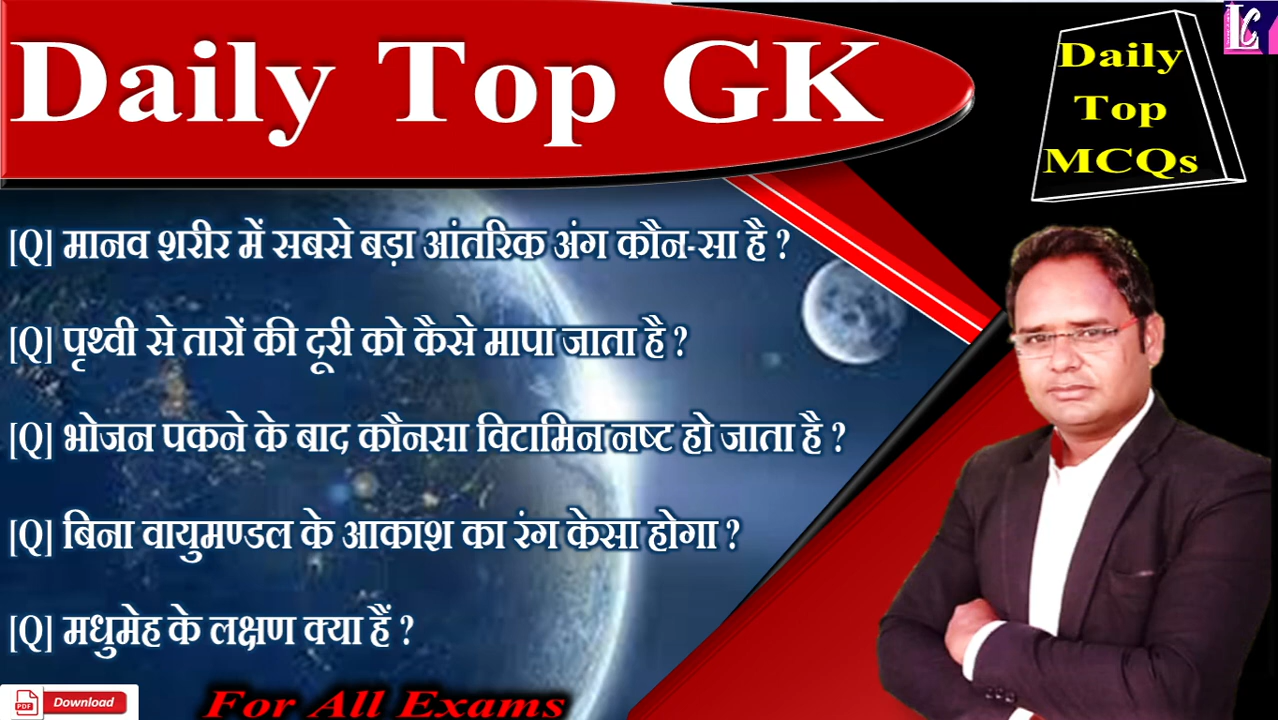 Daily Top GK
Daily
Top
MCQs
LC
[Q] मानव शरीर में सबसे बड़ा आंतरिक अंग कौन-सा है ?
[Q] पृथ्वी से तारों की दूरी को कैसे मापा जाता है ?
[Q] भोजन पकने के बाद कौनसा विटामिन नष्ट हो जाता है ?
[Q] बिना वायुमण्डल के आकाश का रंग केसा होगा ?
[Q] मधुमेह के लक्षण क्या हैं ?
PDF Download
For All Exams